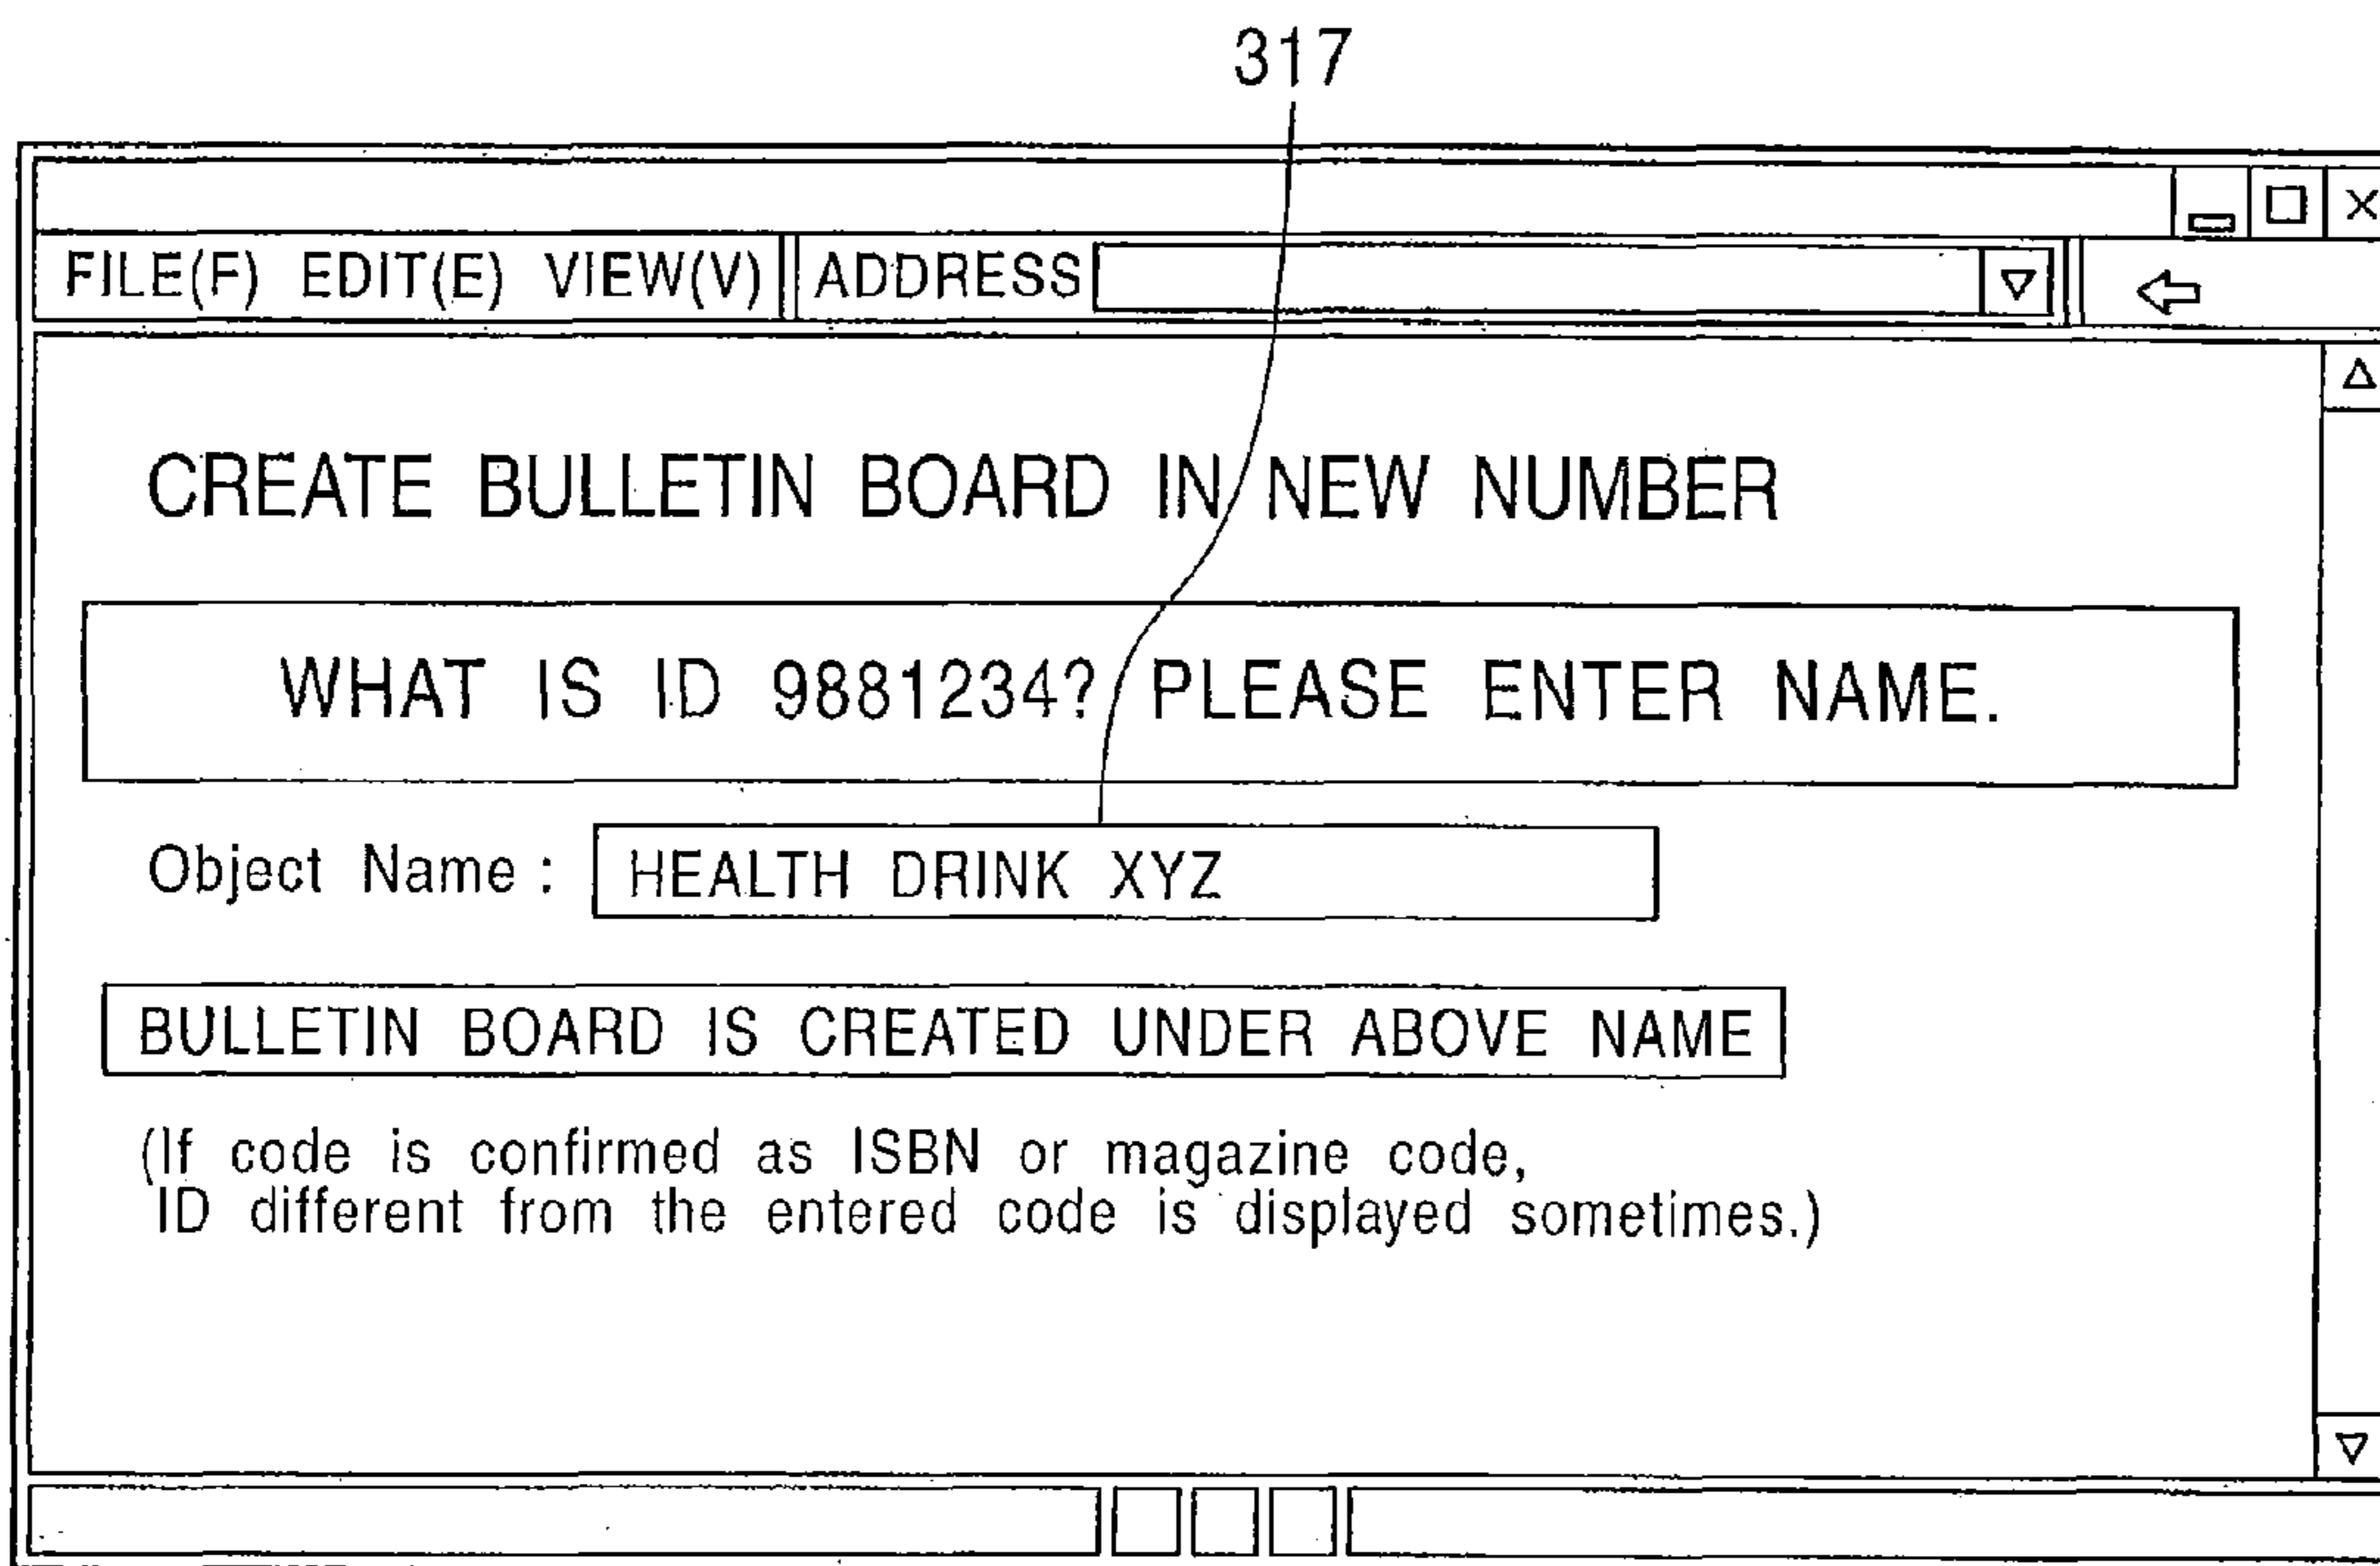 317
FILE(F) EDIT(E) VIEW(V) ADDRESS
CREATE BULLETIN BOARD IN NEW NUMBER
WHAT IS ID 9881234? PLEASE ENTER NAME.
Object Name : HEALTH DRINK XYZ
BULLETIN BOARD IS CREATED UNDER ABOVE NAME
(If code is confirmed as ISBN or magazine code,
ID different from the entered code is displayed sometimes.)